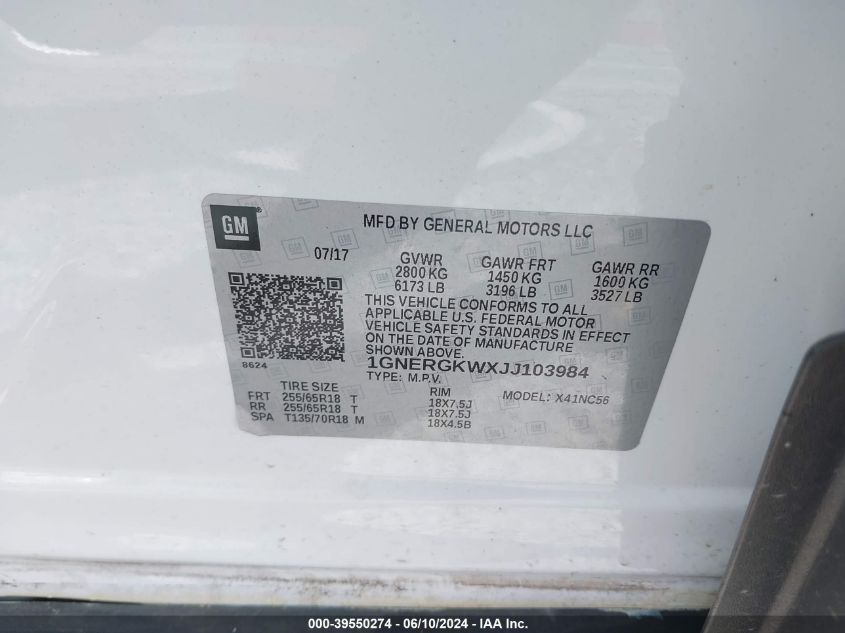 GM®
MFD BY GENERAL MOTORS LLC
07/17
GVWR GAWR FRT GAWR RR
2800 KG 1450 KG 1600 KG
6173 LB 3196 LB 3527 LB
THIS VEHICLE CONFORMS TO ALL
APPLICABLE U.S. FEDERAL MOTOR
VEHICLE SAFETY STANDARDS IN EFFECT
ON THE DATE OF MANUFACTURE
SHOWN ABOVE.
8624
1GNERGKWXJJ103984
TYPE: M.P.V. MODEL: X41NC56
TIRE SIZE RIM
FRT 255/65R18 T 18X7.5J
RR 255/65R18 T 18X7.5J
SPA T135/70R18 M 18X4.5B
000-39550274 - 06/10/2024 - IAA Inc.